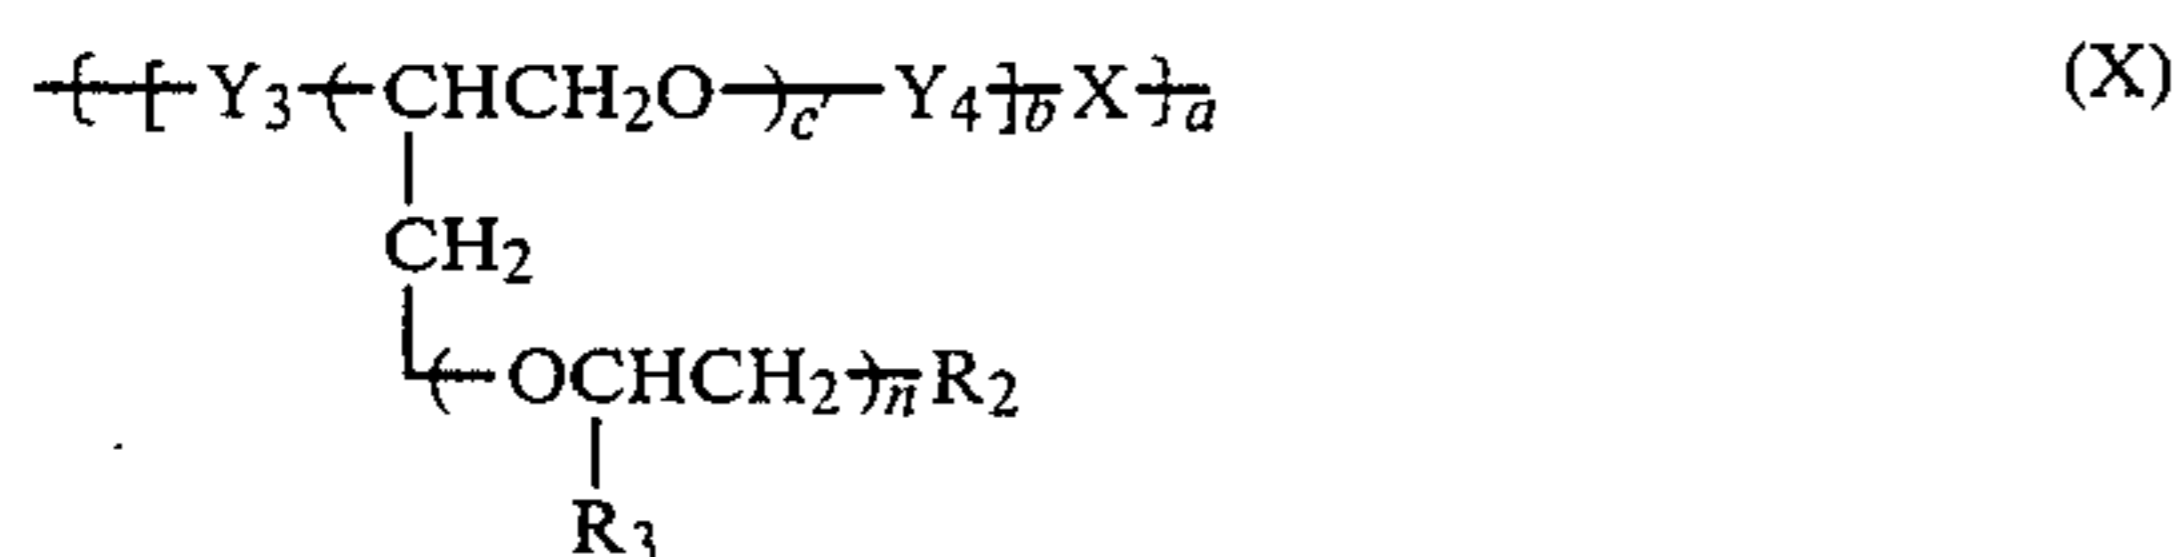 -{-[-Y3-(-CHCH2O-)c'-Y4-]b-X-}a- (X)
CH2
-(-OCHCH2-)n-R2
R3